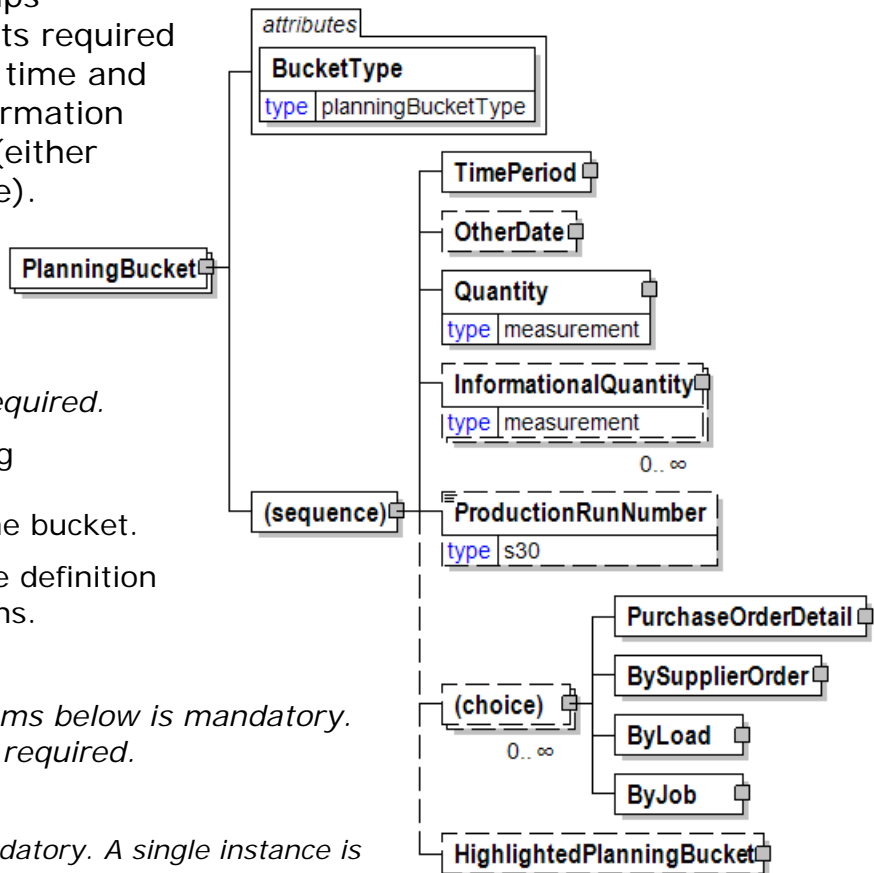 ps
ts required
time and
ormation
(either
e).
equired.
g
ne bucket.
e definition
ns.
ms below is mandatory.
required.
datory. A single instance is
attributes
BucketType
type planningBucketType
PlanningBucket
(sequence)
TimePeriod
OtherDate
Quantity
type measurement
InformationalQuantity
type measurement
0.. ∞
ProductionRunNumber
type s30
(choice)
0.. ∞
PurchaseOrderDetail
BySupplierOrder
ByLoad
ByJob
HighlightedPlanningBucket